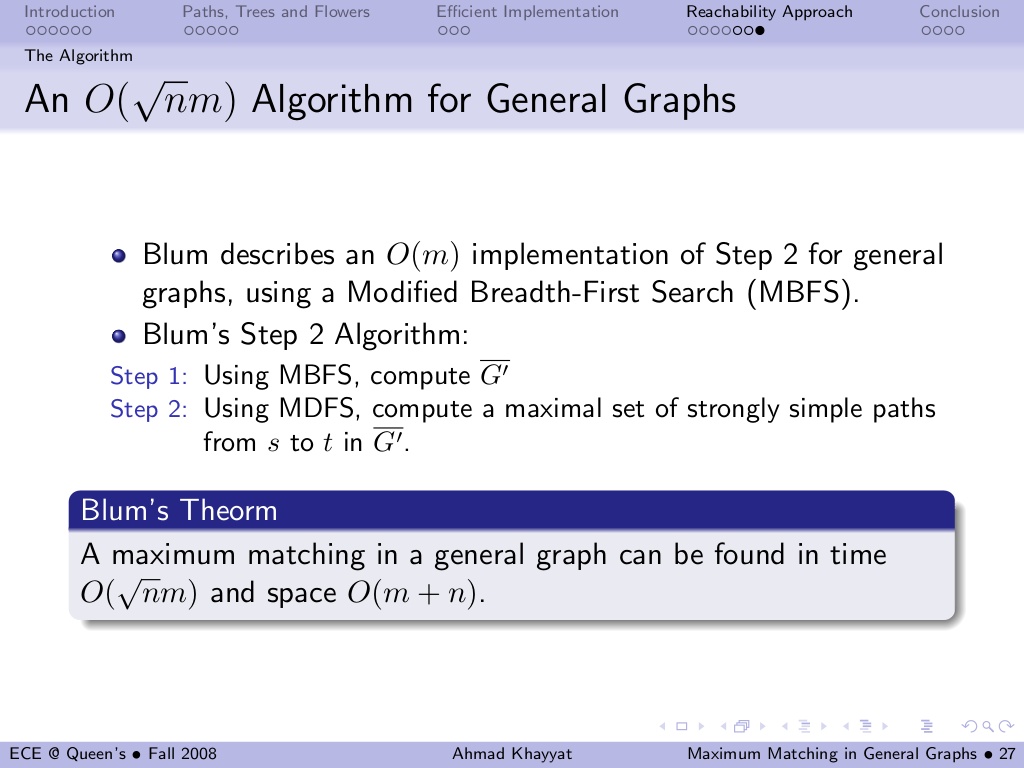 Introduction Paths, Trees and Flowers Efficient Implementation Reachability Approach Conclusion
The Algorithm
An O(√nm) Algorithm for General Graphs
Blum describes an O(m) implementation of Step 2 for general
graphs, using a Modified Breadth-First Search (MBFS).
Blum's Step 2 Algorithm:
Step 1: Using MBFS, compute G̅′
Step 2: Using MDFS, compute a maximal set of strongly simple paths
from s to t in G̅′.
Blum's Theorm
A maximum matching in a general graph can be found in time
O(√nm) and space O(m + n).
ECE @ Queen's • Fall 2008 Ahmad Khayyat Maximum Matching in General Graphs • 27